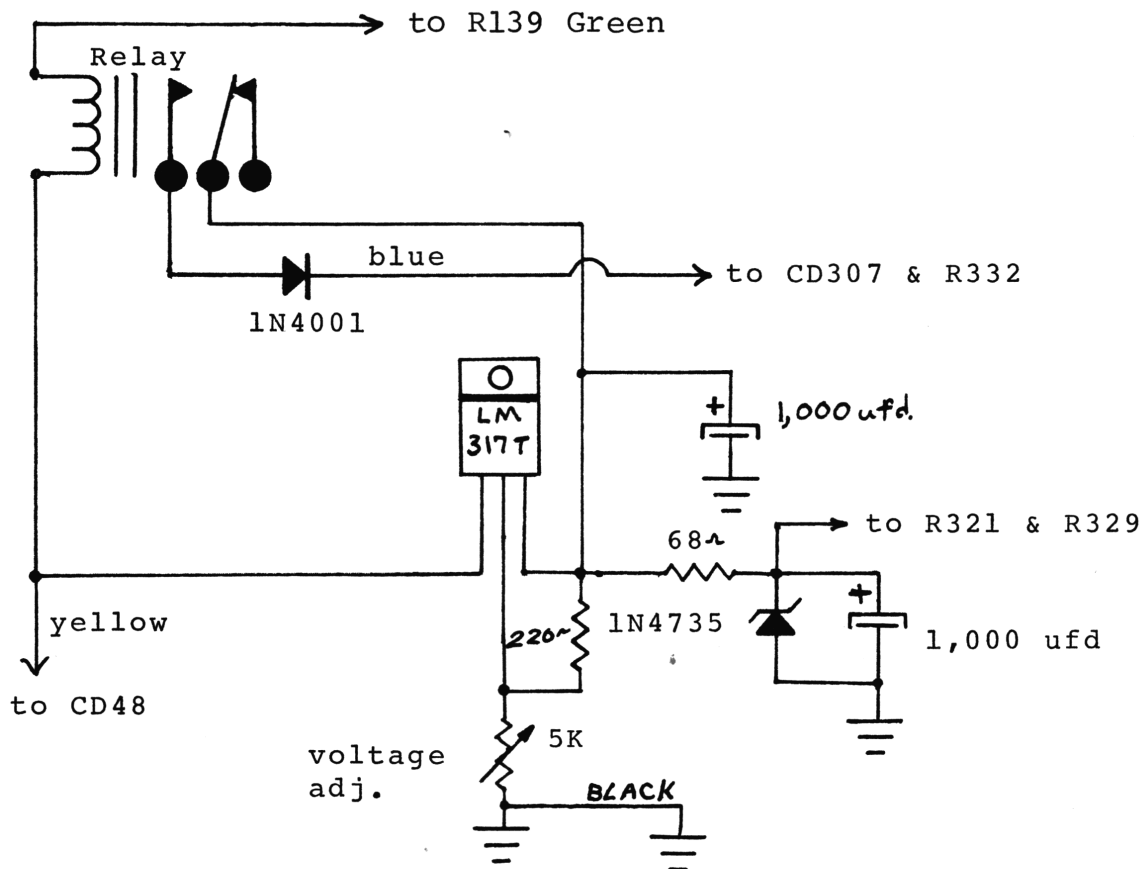 to R139 Green
Relay
blue
to CD307 & R332
1N4001
LM
317T
+
1,000 ufd.
to R321 & R329
68Ω
+
yellow
220Ω
1N4735
1,000 ufd
to CD48
5K
voltage
adj.
BLACK